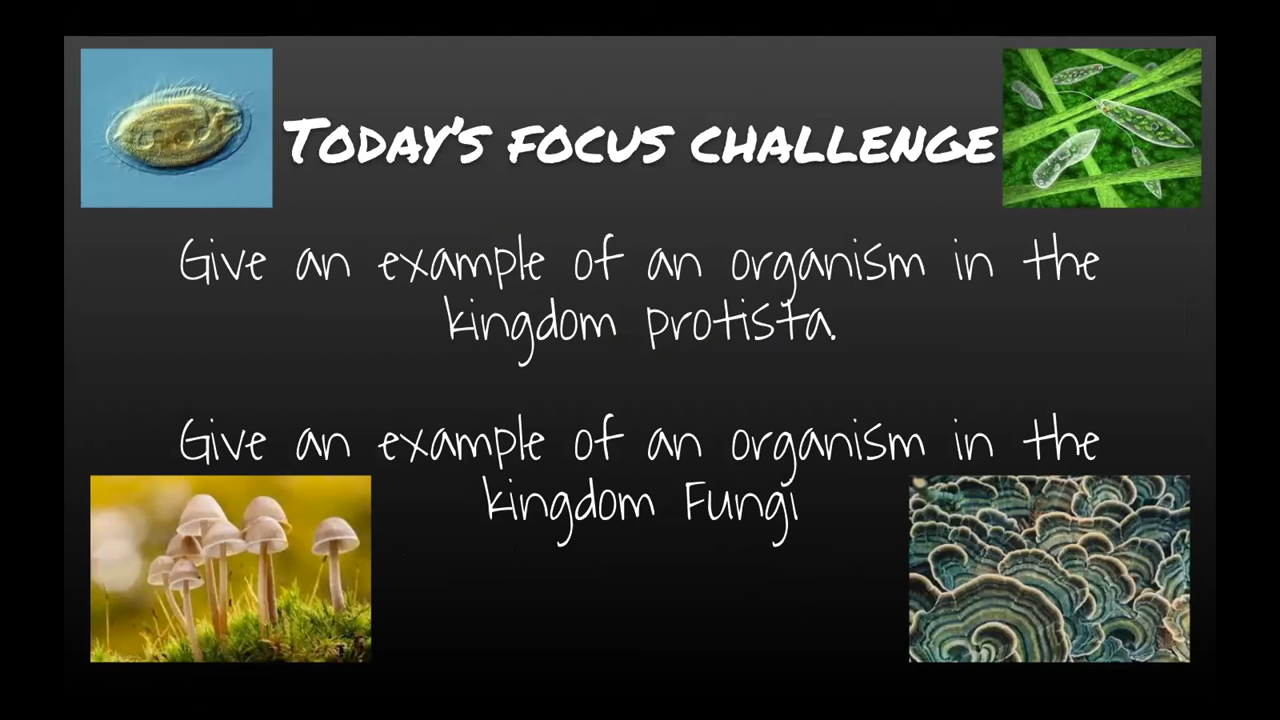 Today's focus challenge
Give an example of an organism in the
kingdom protista.
Give an example of an organism in the
kingdom Fungi